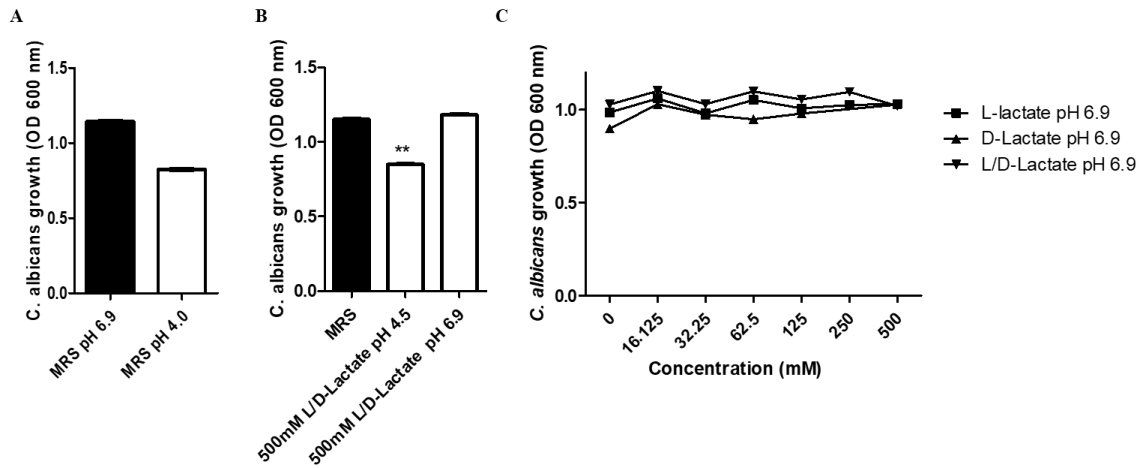 A
C. albicans growth (OD 600 nm)
1.5
1.0
0.5
0.0
MRS pH 6.9
MRS pH 4.0
B
C. albicans growth (OD 600 nm)
1.5
1.0
0.5
0.0
**
MRS
500mM L/D-Lactate pH 4.5
500mM L/D-Lactate pH 6.9
C
C. albicans growth (OD 600 nm)
1.0
0.5
0.0
0
16.125
32.25
62.5
125
250
500
Concentration (mM)
L-lactate pH 6.9
D-Lactate pH 6.9
L/D-Lactate pH 6.9